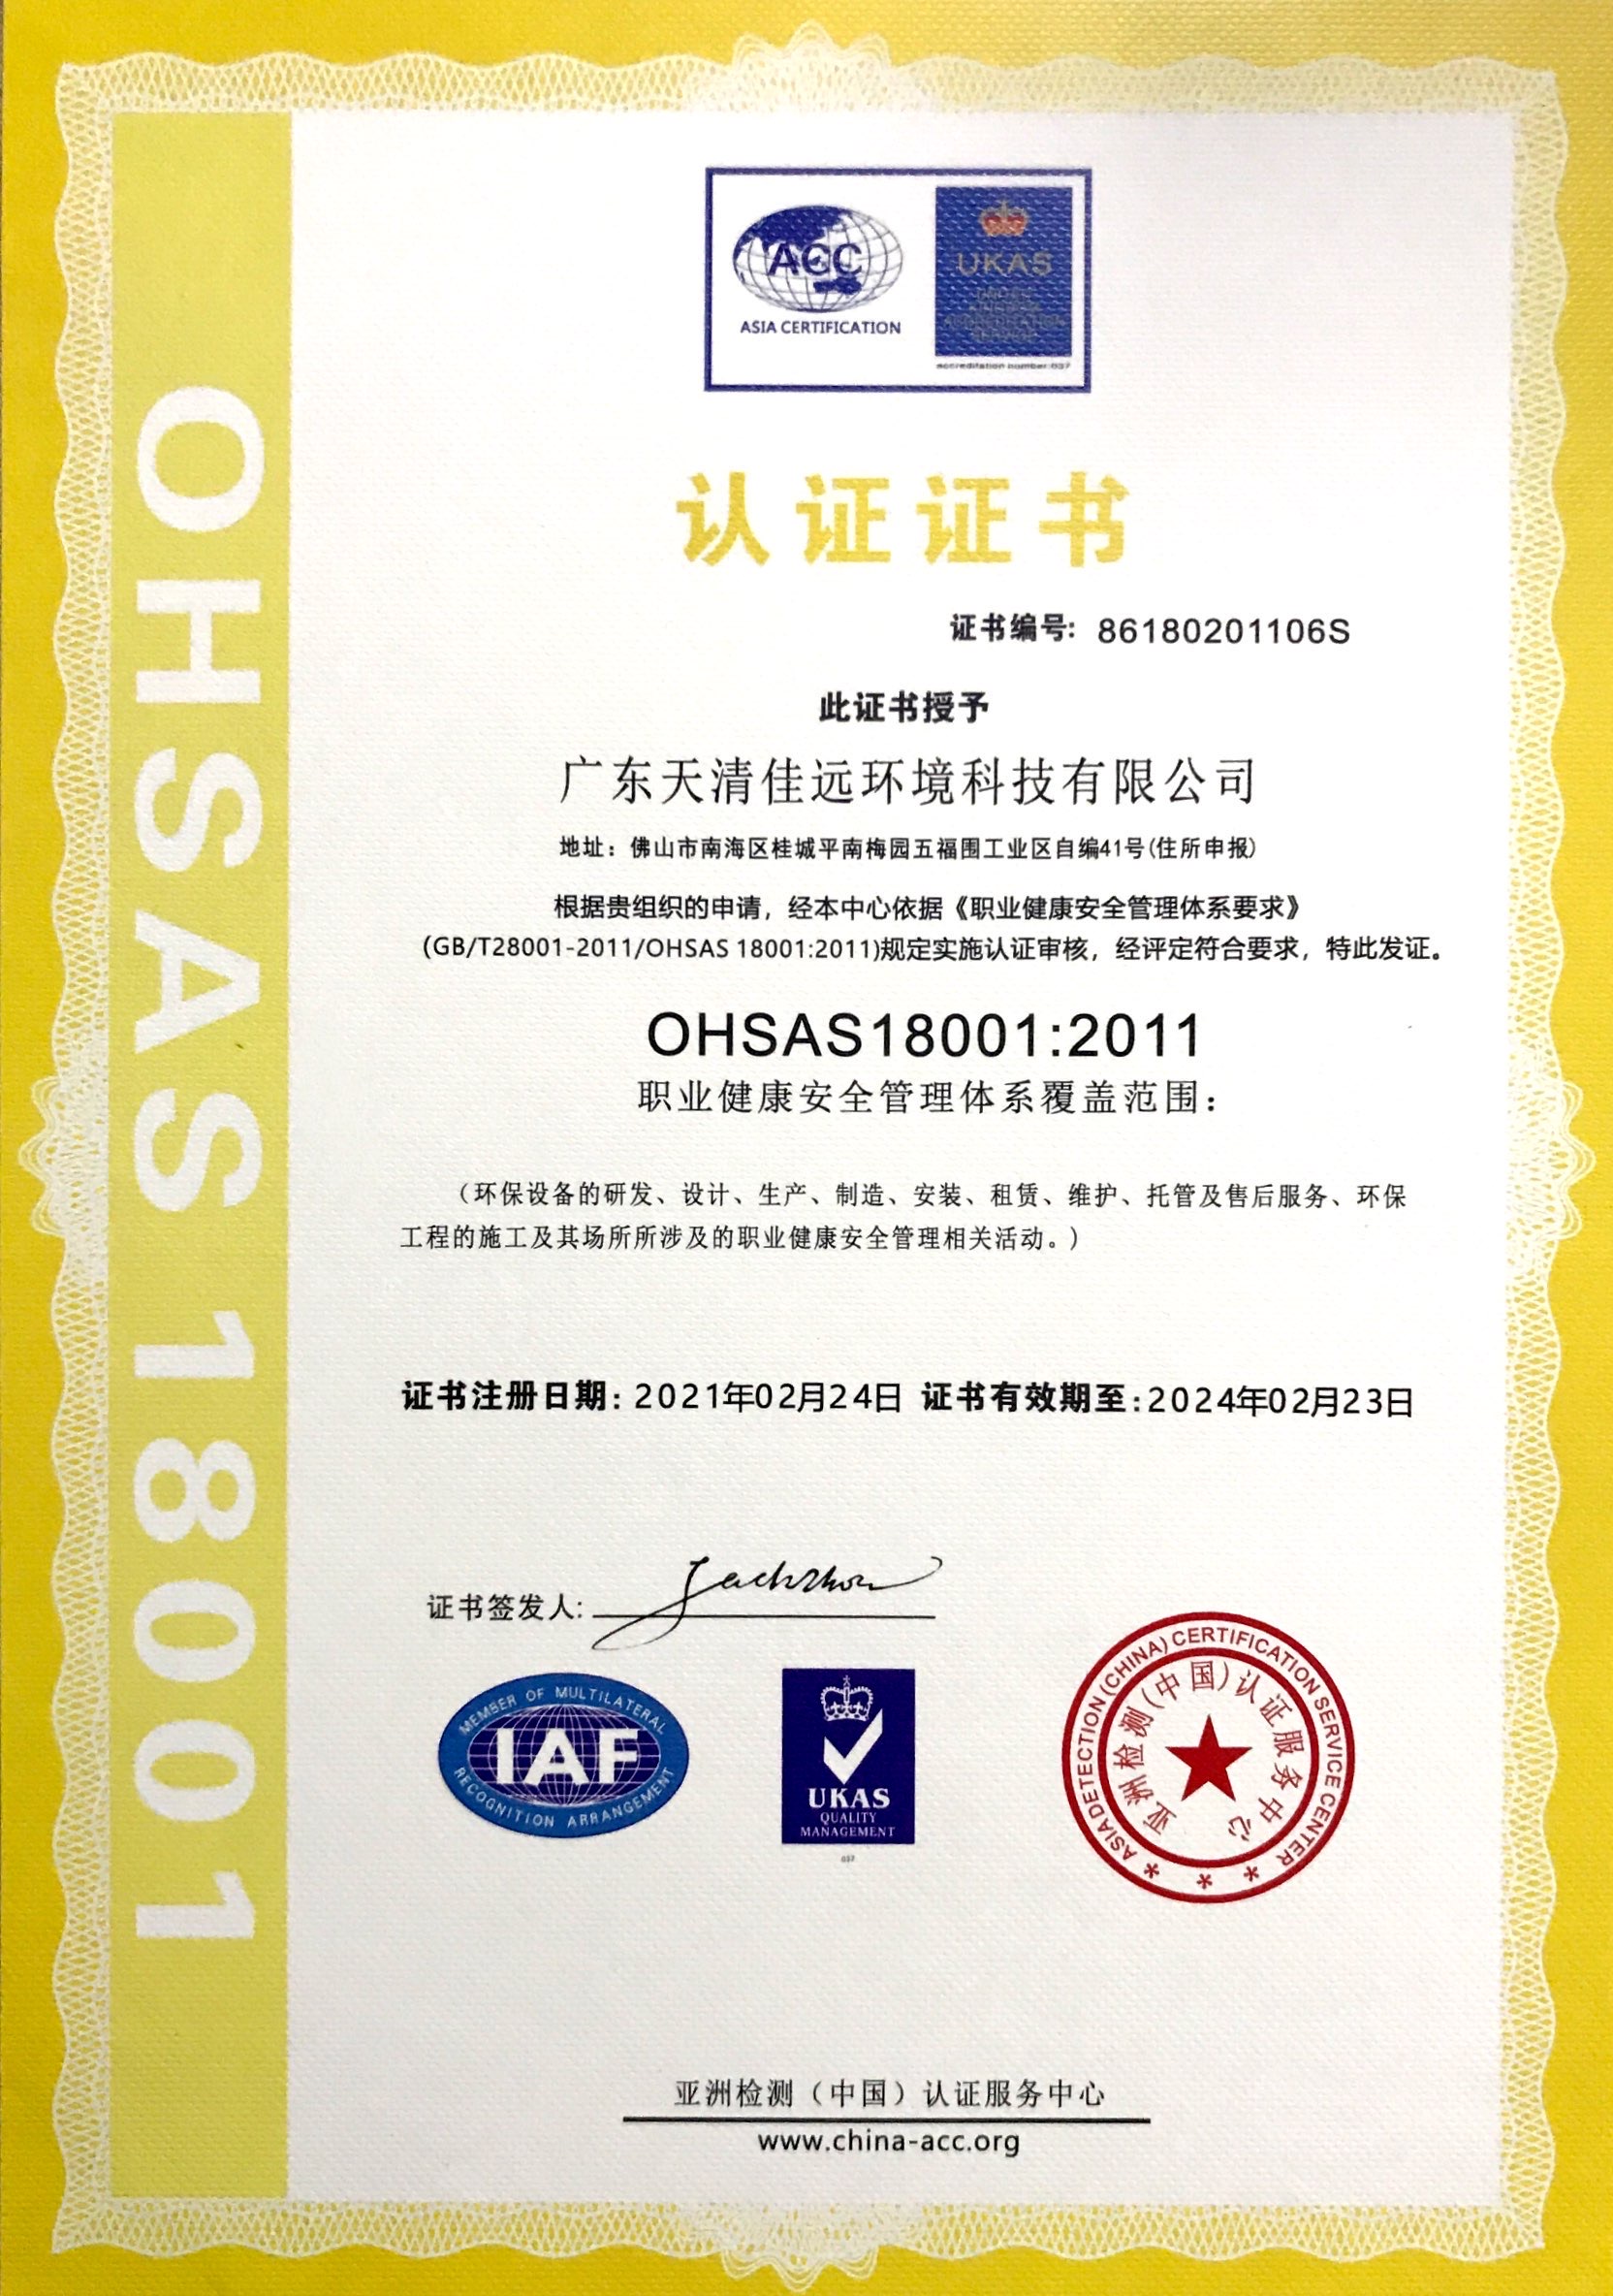 ACC
ASIA CERTIFICATION
UKAS
accreditation number:037
OHSAS18001
认证证书
证书编号: 86180201106S
此证书授予
广东天清佳远环境科技有限公司
地址：佛山市南海区桂城平南梅园五福围工业区自编41号(住所申报)
根据贵组织的申请，经本中心依据《职业健康安全管理体系要求》
(GB/T28001-2011/OHSAS 18001:2011)规定实施认证审核，经评定符合要求，特此发证。
OHSAS18001:2011
职业健康安全管理体系覆盖范围：
（环保设备的研发、设计、生产、制造、安装、租赁、维护、托管及售后服务、环保
工程的施工及其场所所涉及的职业健康安全管理相关活动。）
证书注册日期: 2021年02月24日 证书有效期至:2024年02月23日
证书签发人:
MEMBER OF MULTILATERAL
IAF
RECOGNITION ARRANGEMENT
UKAS
QUALITY
MANAGEMENT
037
ASIA DETECTION (CHINA) CERTIFICATION SERVICE CENTER
亚洲检测(中国)认证服务中心
亚洲检测（中国）认证服务中心
www.china-acc.org